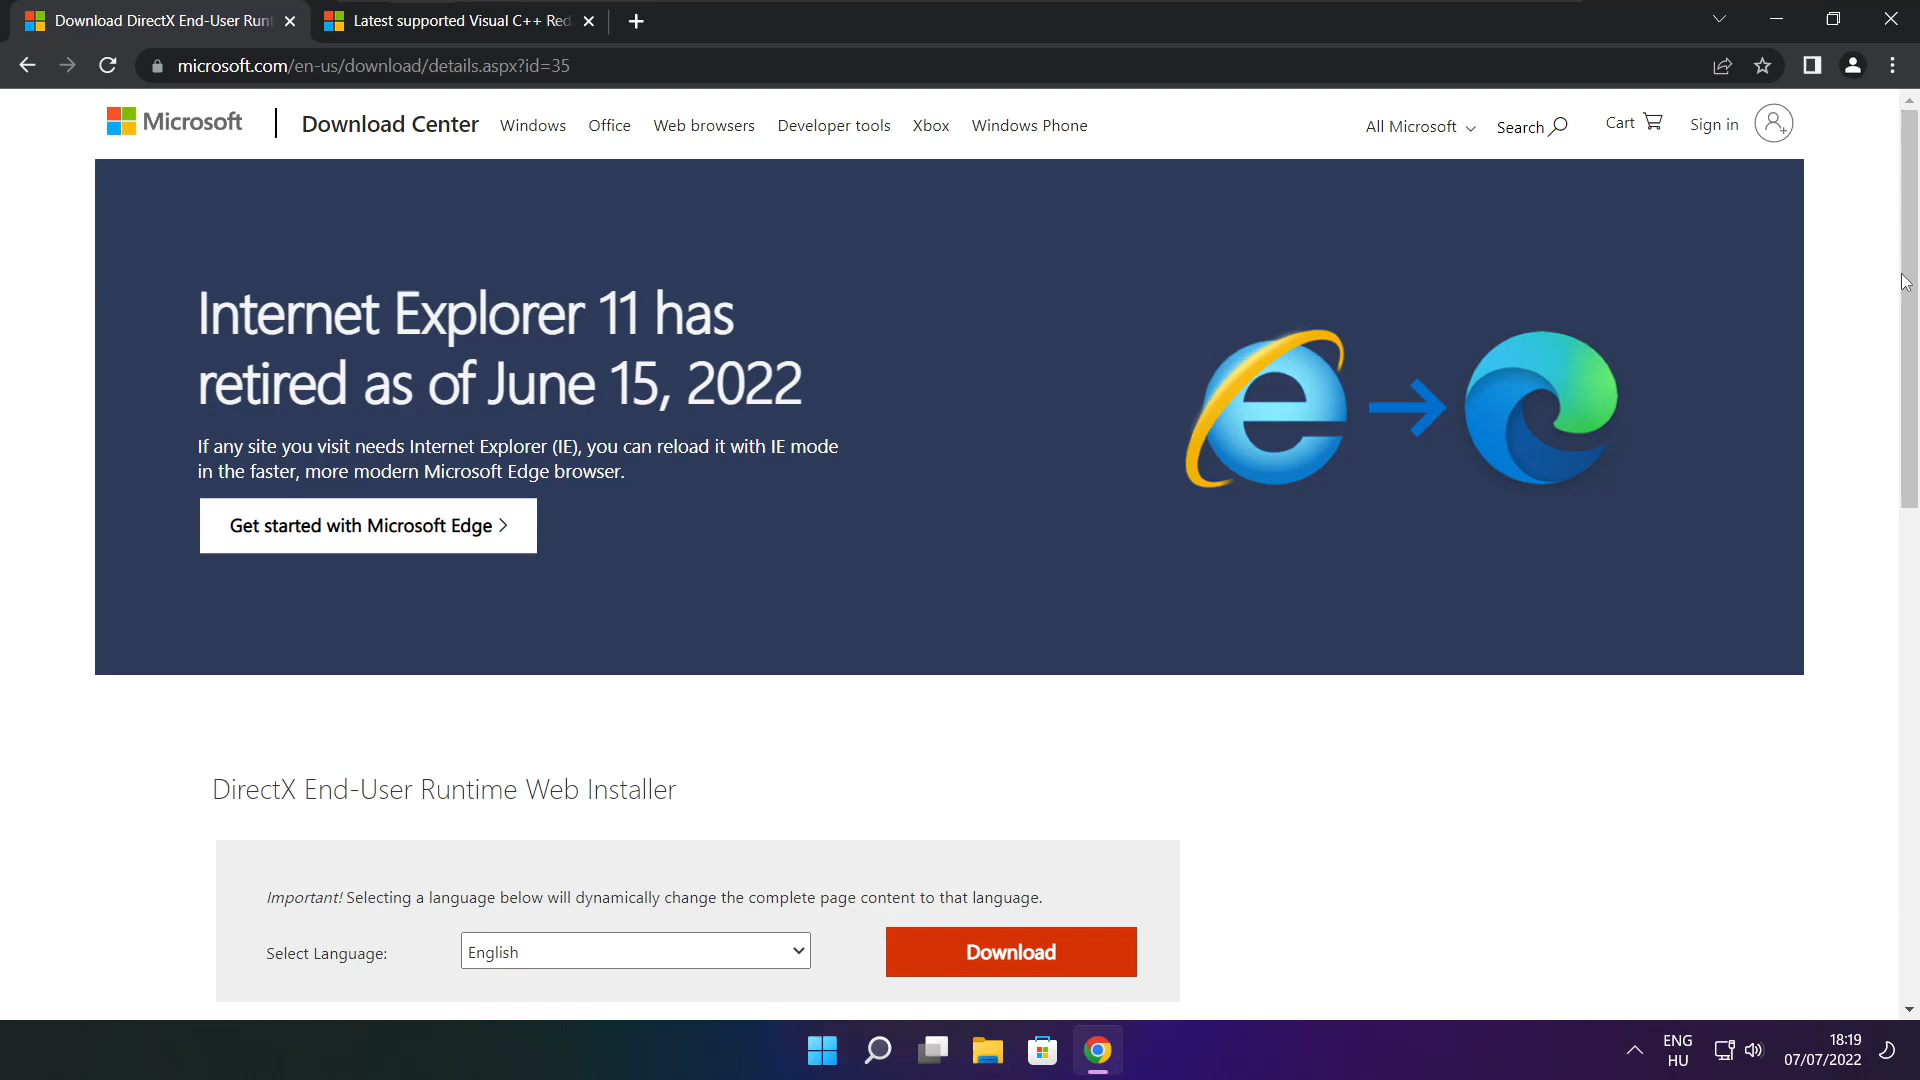 Download DirectX End-User Runt
Latest supported Visual C++ Red
microsoft.com/en-us/download/details.aspx?id=35
Microsoft
Download Center
Windows
Office
Web browsers
Developer tools
Xbox
Windows Phone
All Microsoft
Search
Cart
Sign in
Internet Explorer 11 has
retired as of June 15, 2022
If any site you visit needs Internet Explorer (IE), you can reload it with IE mode
in the faster, more modern Microsoft Edge browser.
Get started with Microsoft Edge >
DirectX End-User Runtime Web Installer
Important! Selecting a language below will dynamically change the complete page content to that language.
Select Language:
English
Download
ENG
HU
18:19
07/07/2022